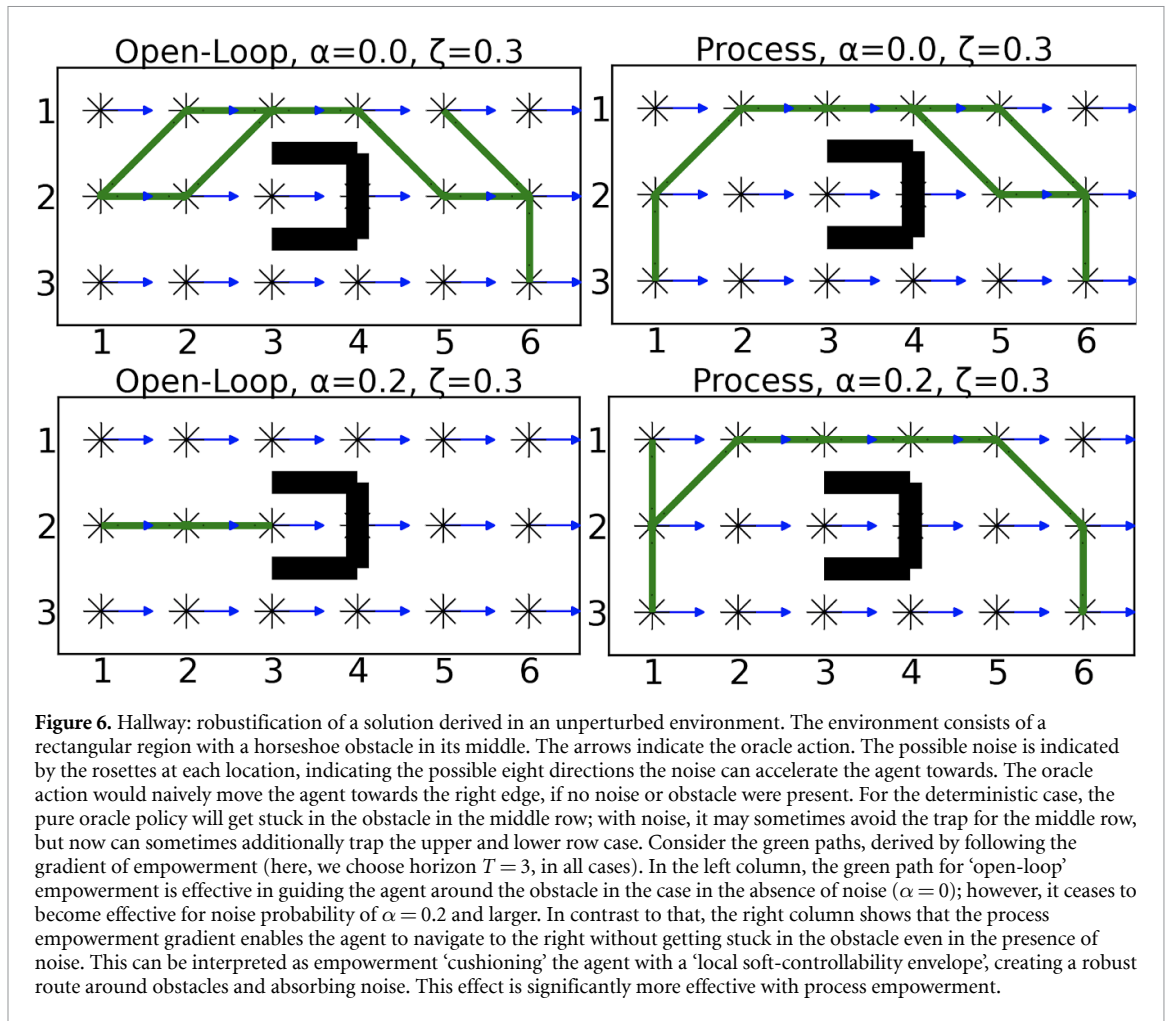 Open-Loop, α=0.0, ζ=0.3
Process, α=0.0, ζ=0.3
1
2
3
1 2 3 4 5 6
1
2
3
1 2 3 4 5 6
Open-Loop, α=0.2, ζ=0.3
Process, α=0.2, ζ=0.3
1
2
3
1 2 3 4 5 6
1
2
3
1 2 3 4 5 6
Figure 6. Hallway: robustification of a solution derived in an unperturbed environment. The environment consists of a
rectangular region with a horseshoe obstacle in its middle. The arrows indicate the oracle action. The possible noise is indicated
by the rosettes at each location, indicating the possible eight directions the noise can accelerate the agent towards. The oracle
action would naively move the agent towards the right edge, if no noise or obstacle were present. For the deterministic case, the
pure oracle policy will get stuck in the obstacle in the middle row; with noise, it may sometimes avoid the trap for the middle row,
but now can sometimes additionally trap the upper and lower row case. Consider the green paths, derived by following the
gradient of empowerment (here, we choose horizon T = 3, in all cases). In the left column, the green path for ‘open-loop’
empowerment is effective in guiding the agent around the obstacle in the case in the absence of noise (α = 0); however, it ceases to
become effective for noise probability of α = 0.2 and larger. In contrast to that, the right column shows that the process
empowerment gradient enables the agent to navigate to the right without getting stuck in the obstacle even in the presence of
noise. This can be interpreted as empowerment ‘cushioning’ the agent with a ‘local soft-controllability envelope’, creating a robust
route around obstacles and absorbing noise. This effect is significantly more effective with process empowerment.